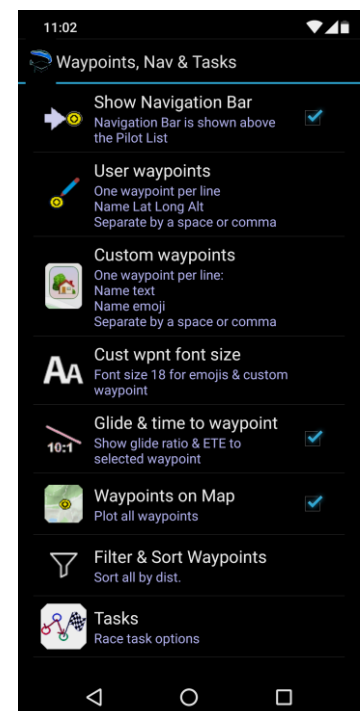 11:02
Waypoints, Nav & Tasks
Show Navigation Bar
Navigation Bar is shown above
the Pilot List
User waypoints
One waypoint per line
Name Lat Long Alt
Separate by a space or comma
Custom waypoints
One waypoint per line:
Name text
Name emoji
Separate by a space or comma
AA
Cust wpnt font size
Font size 18 for emojis & custom
waypoint
10:1
Glide & time to waypoint
Show glide ratio & ETE to
selected waypoint
Waypoints on Map
Plot all waypoints
Filter & Sort Waypoints
Sort all by dist.
Tasks
Race task options